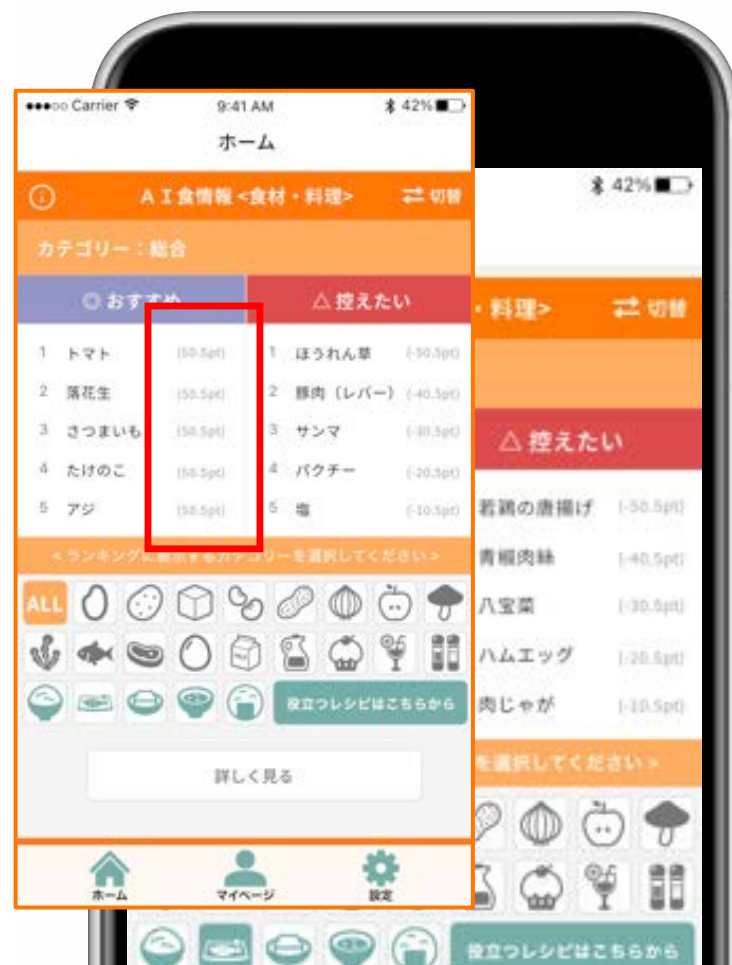 ●●●○○ Carrier 9:41 AM 42%
ホーム
AI食情報<食材・料理> 切替
カテゴリー：総合
◎おすすめ △控えたい
1 トマト (50.5pt) 1 ほうれん草 (-50.5pt)
2 落花生 (50.5pt) 2 豚肉（レバー） (-40.5pt)
3 さつまいも (50.5pt) 3 サンマ (-30.5pt)
4 たけのこ (50.5pt) 4 パクチー (-20.5pt)
5 アジ (50.5pt) 5 塩 (-10.5pt)
<ランキングに表示するカテゴリーを選択してください>
ALL
役立つレシピはこちらから
詳しく見る
ホーム マイページ 設定
42%
・料理> 切替
△控えたい
若鶏の唐揚げ (-50.5pt)
青椒肉絲 (-40.5pt)
八宝菜 (-30.5pt)
ハムエッグ (-20.5pt)
肉じゃが (-10.5pt)
を選択してください>
役立つレシピはこちらから